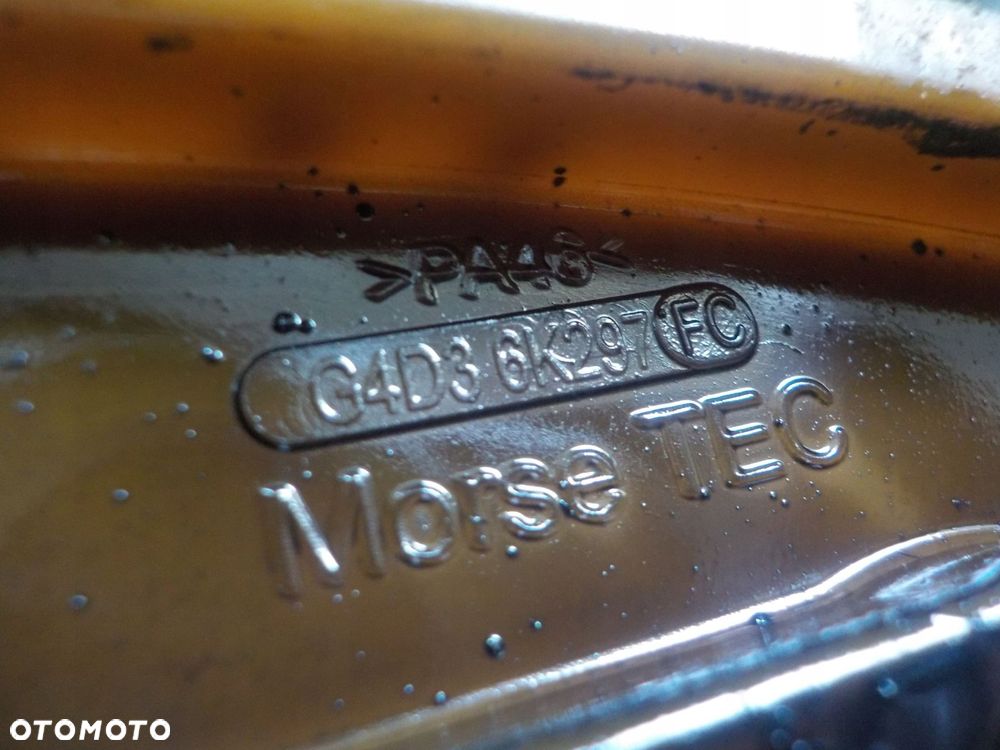 >PA46<
G4D3 6K297 FC
Morse TEC
OTOMOTO